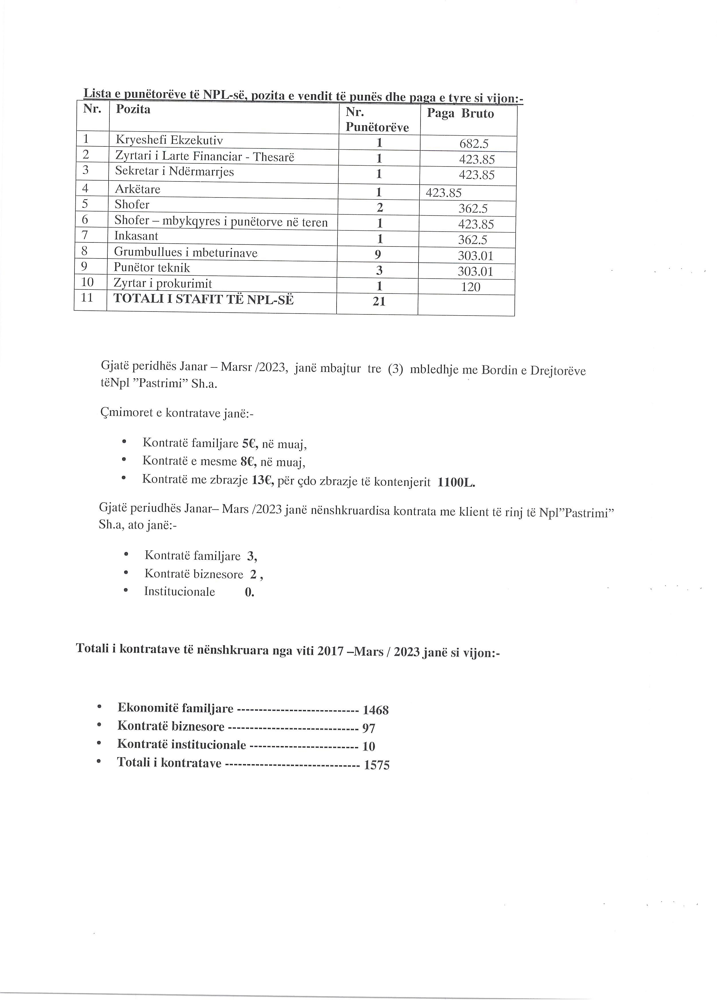 Lista e punëtorëve të NPL-së, pozita e vendit të punës dhe paga e tyre si vijon:-
Nr. Pozita Nr. Punëtorëve Paga Bruto
1 Kryeshefi Ekzekutiv 1 682.5
2 Zyrtari i Larte Financiar - Thesarë 1 423.85
3 Sekretar i Ndërmarrjes 1 423.85
4 Arkëtare 1 423.85
5 Shofer 2 362.5
6 Shofer – mbykqyres i punëtorve në teren 1 423.85
7 Inkasant 1 362.5
8 Grumbullues i mbeturinave 9 303.01
9 Punëtor teknik 3 303.01
10 Zyrtar i prokurimit 1 120
11 TOTALI I STAFIT TË NPL-SË 21
Gjatë peridhës Janar – Marsr /2023, janë mbajtur tre (3) mbledhje me Bordin e Drejtorëve
tëNpl ”Pastrimi” Sh.a.
Çmimoret e kontratave janë:-
• Kontratë familjare 5€, në muaj,
• Kontratë e mesme 8€, në muaj,
• Kontratë me zbrazje 13€, për çdo zbrazje të kontenjerit 1100L.
Gjatë periudhës Janar– Mars /2023 janë nënshkruardisa kontrata me klient të rinj të Npl”Pastrimi”
Sh.a, ato janë:-
• Kontratë familjare 3,
• Kontratë biznesore 2 ,
• Institucionale 0.
Totali i kontratave të nënshkruara nga viti 2017 –Mars / 2023 janë si vijon:-
• Ekonomitë familjare ---------------------------- 1468
• Kontratë biznesore ------------------------------ 97
• Kontratë institucionale ------------------------- 10
• Totali i kontratave ------------------------------- 1575